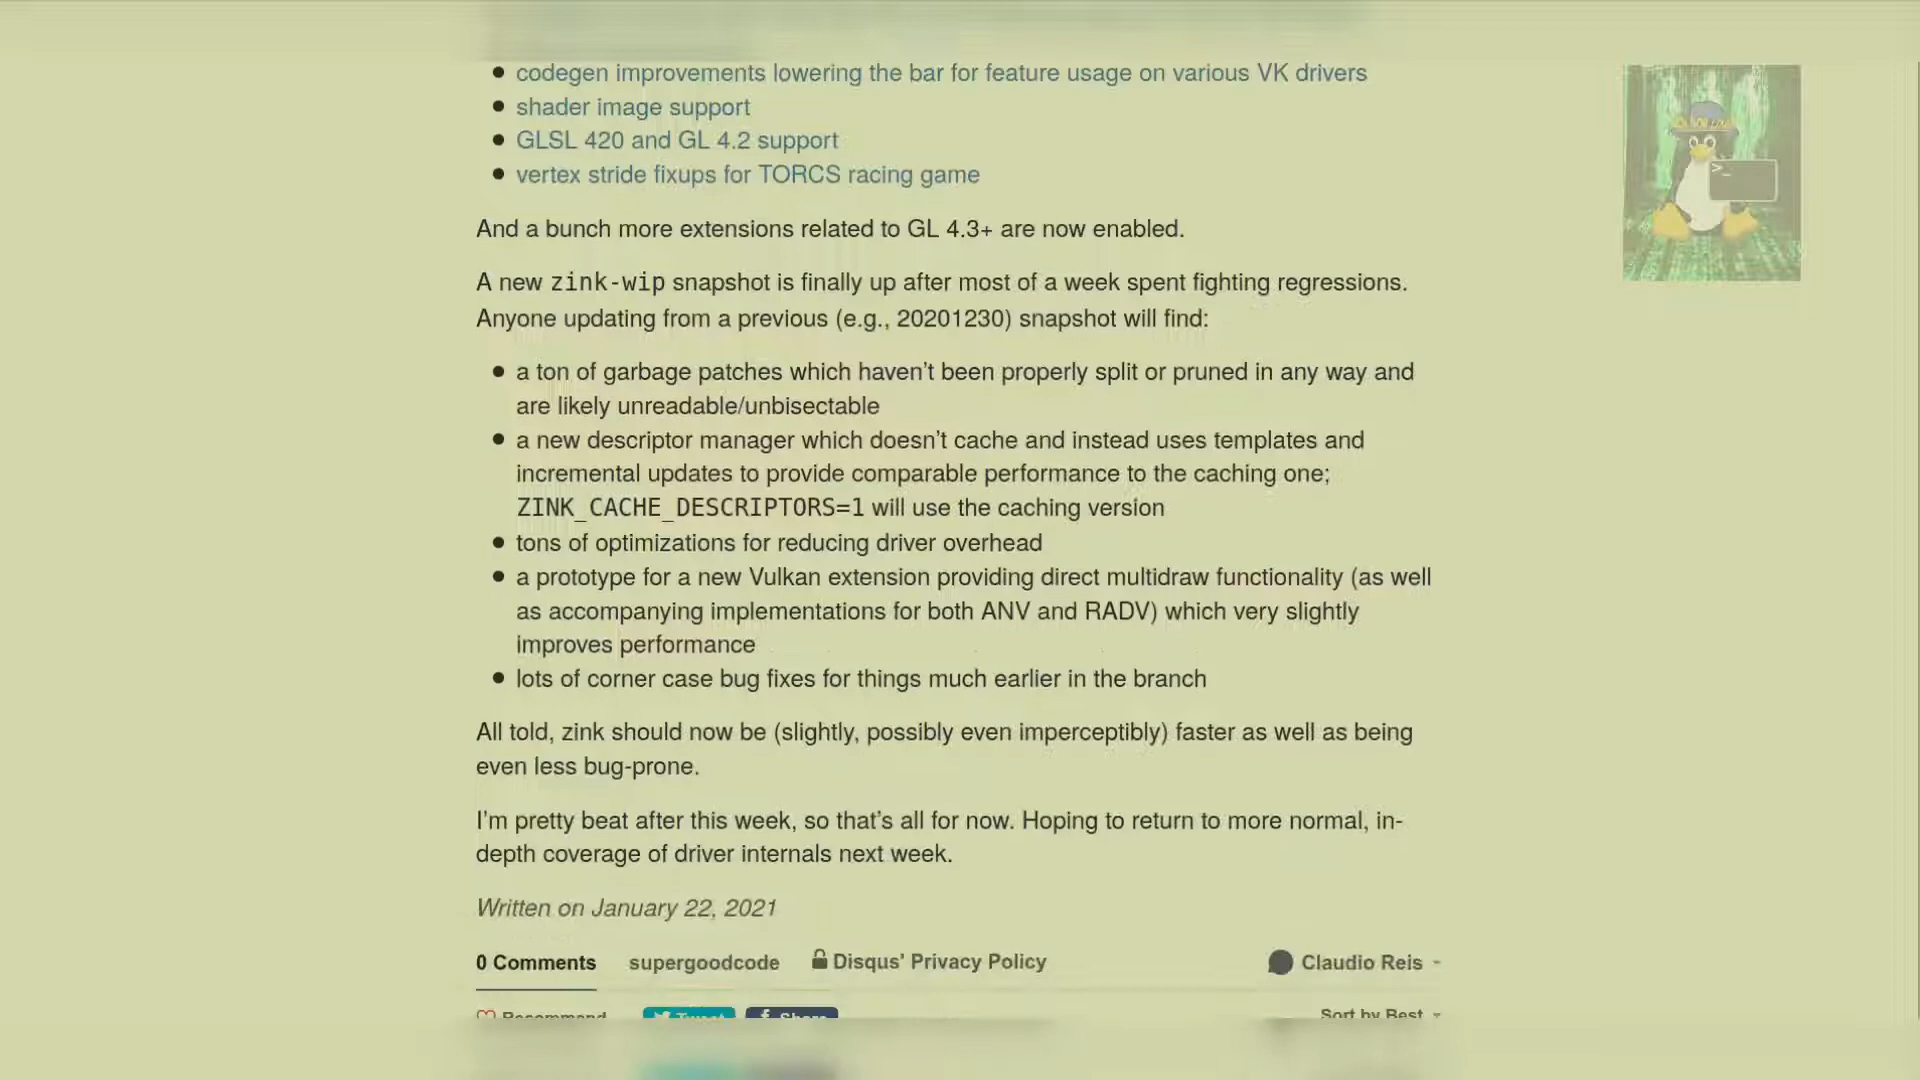 codegen improvements lowering the bar for feature usage on various VK drivers
shader image support
GLSL 420 and GL 4.2 support
vertex stride fixups for TORCS racing game
And a bunch more extensions related to GL 4.3+ are now enabled.
A new zink-wip snapshot is finally up after most of a week spent fighting regressions.
Anyone updating from a previous (e.g., 20201230) snapshot will find:
a ton of garbage patches which haven’t been properly split or pruned in any way and
are likely unreadable/unbisectable
a new descriptor manager which doesn’t cache and instead uses templates and
incremental updates to provide comparable performance to the caching one;
ZINK_CACHE_DESCRIPTORS=1 will use the caching version
tons of optimizations for reducing driver overhead
a prototype for a new Vulkan extension providing direct multidraw functionality (as well
as accompanying implementations for both ANV and RADV) which very slightly
improves performance
lots of corner case bug fixes for things much earlier in the branch
All told, zink should now be (slightly, possibly even imperceptibly) faster as well as being
even less bug-prone.
I’m pretty beat after this week, so that’s all for now. Hoping to return to more normal, in-
depth coverage of driver internals next week.
Written on January 22, 2021
0 Comments supergoodcode Disqus' Privacy Policy Claudio Reis
Recommend Tweet Share Sort by Best